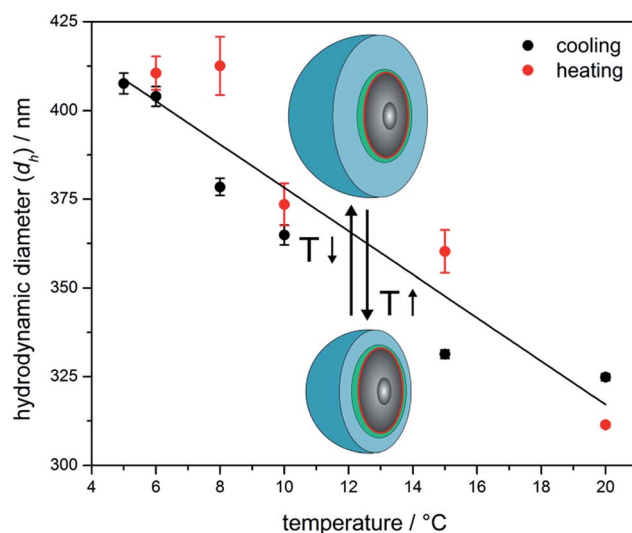 425
400
375
350
325
300
hydrodynamic diameter (d_h) / nm
cooling
heating
T ↓
T ↑
4 6 8 10 12 14 16 18 20
temperature / °C